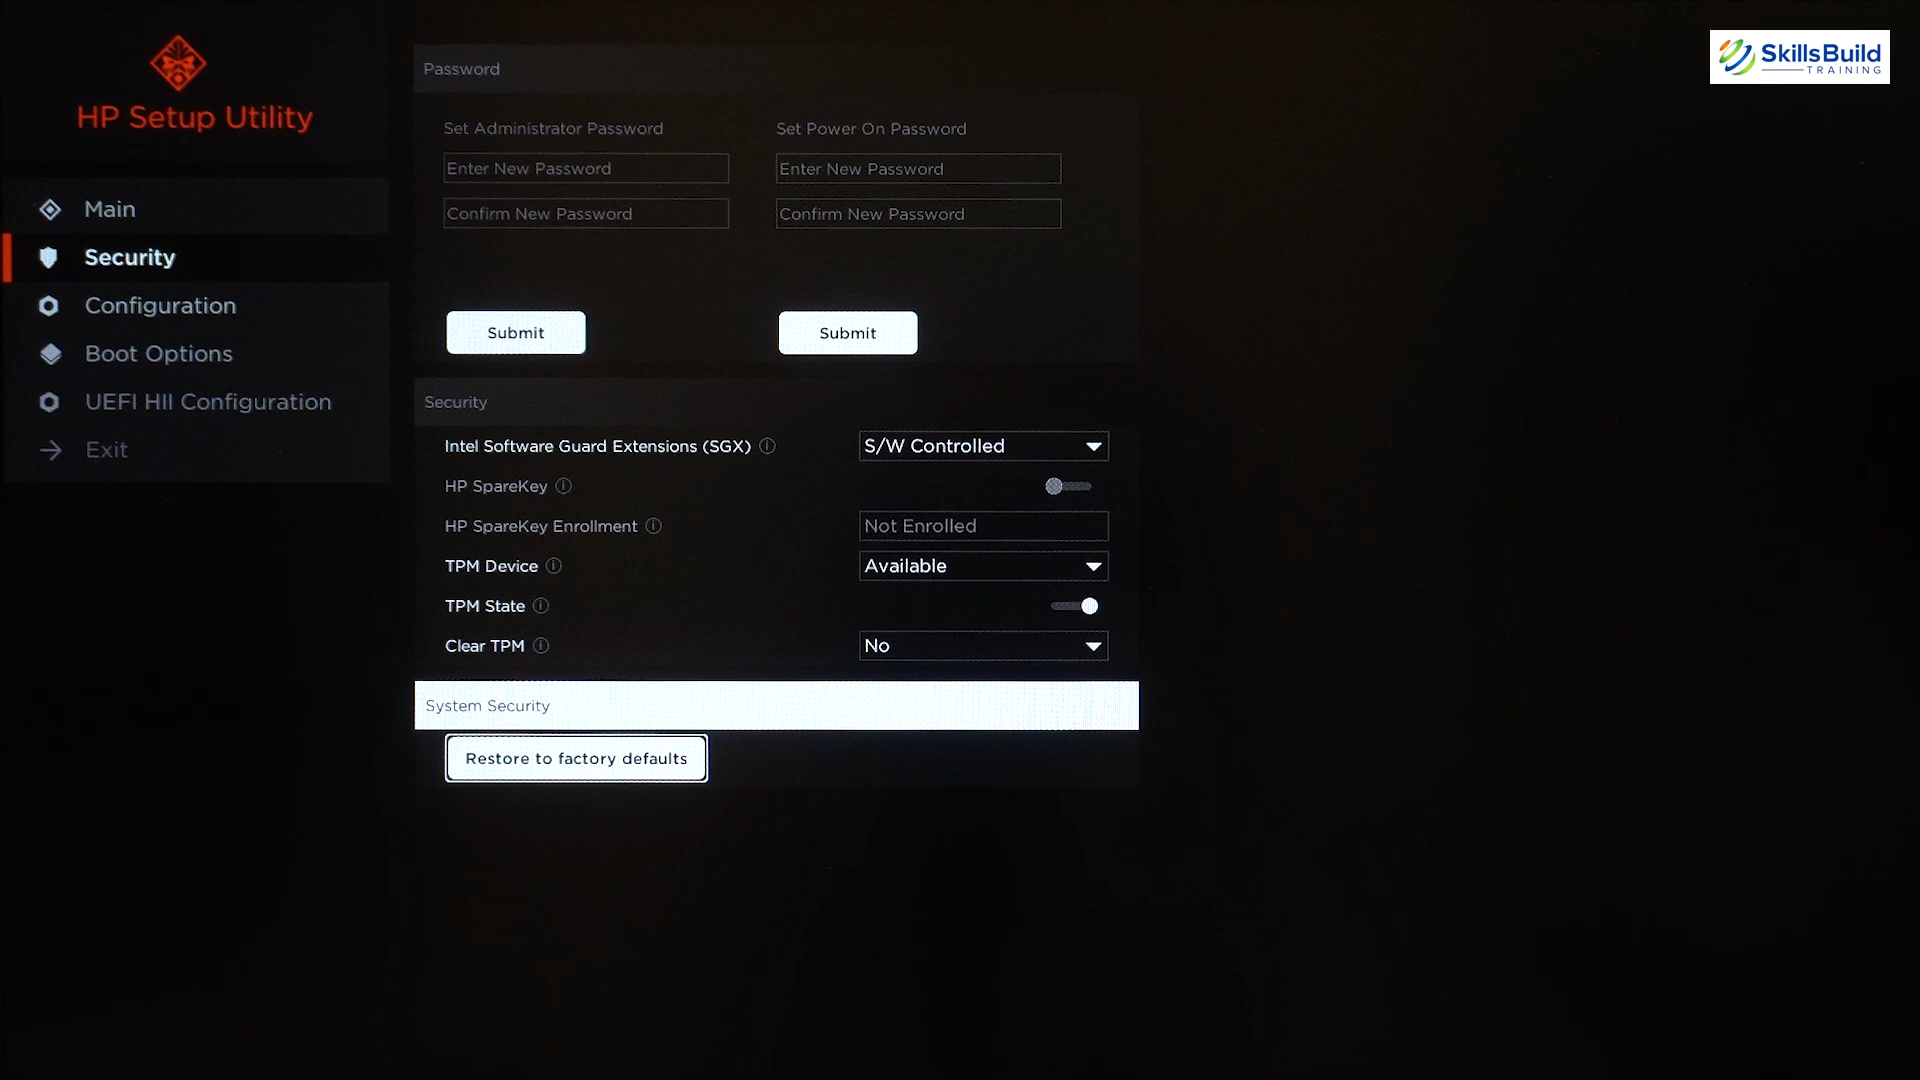 HP Setup Utility
Main
Security
Configuration
Boot Options
UEFI HII Configuration
Exit
Password
Set Administrator Password
Set Power On Password
Enter New Password
Enter New Password
Confirm New Password
Confirm New Password
Submit
Submit
Security
Intel Software Guard Extensions (SGX)
S/W Controlled
HP SpareKey
HP SpareKey Enrollment
Not Enrolled
TPM Device
Available
TPM State
Clear TPM
No
System Security
Restore to factory defaults
SkillsBuild
TRAINING